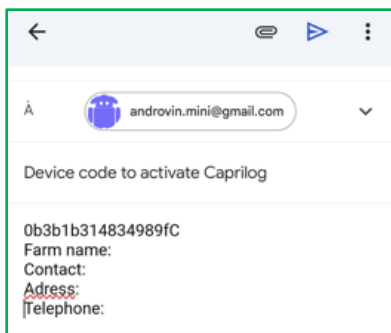 À androvin.mini@gmail.com
Device code to activate Caprilog
0b3b1b314834989fC
Farm name:
Contact:
Adress:
Telephone: